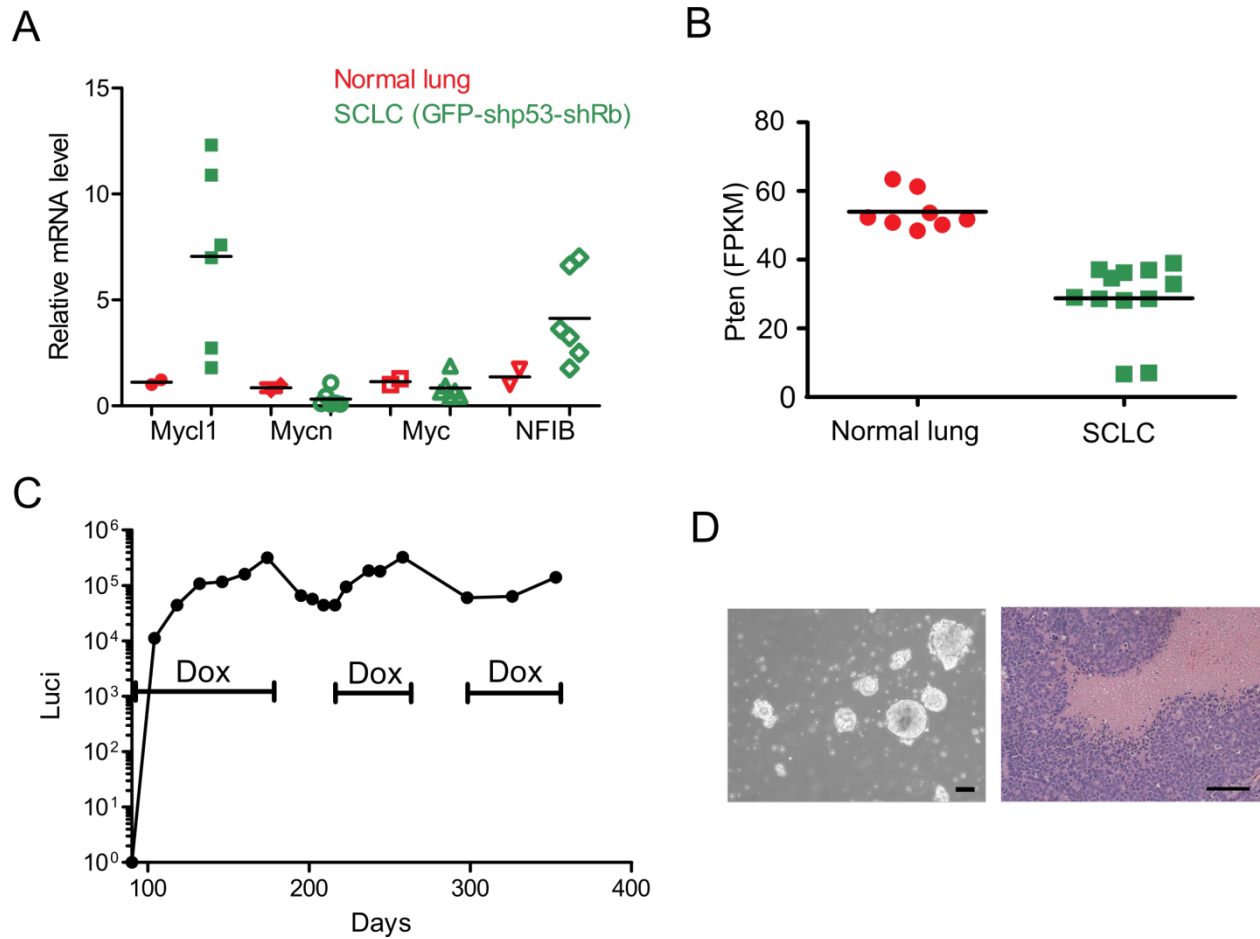 A
Normal lung
SCLC (GFP-shp53-shRb)
Relative mRNA level
15
10
5
0
Mycl1 Mycn Myc NFIB
B
Pten (FPKM)
80
60
40
20
0
Normal lung SCLC
C
Luci
10⁶
10⁵
10⁴
10³
10²
10¹
10⁰
Dox Dox Dox
100 200 300 400
Days
D